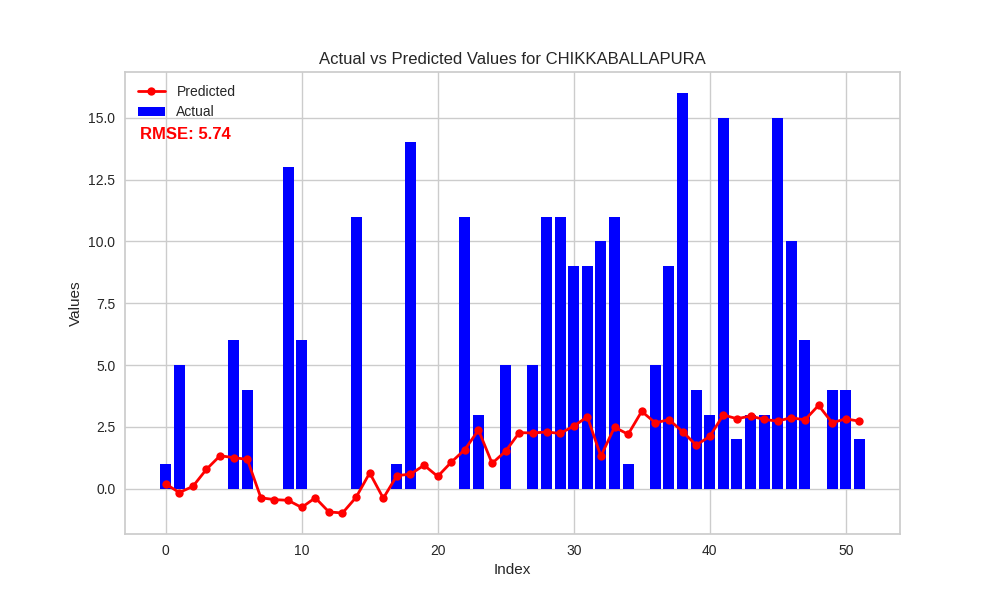 Actual vs Predicted Values for CHIKKABALLAPURA
Predicted
Actual
RMSE: 5.74
Values
15.0
12.5
10.0
7.5
5.0
2.5
0.0
0 10 20 30 40 50
Index